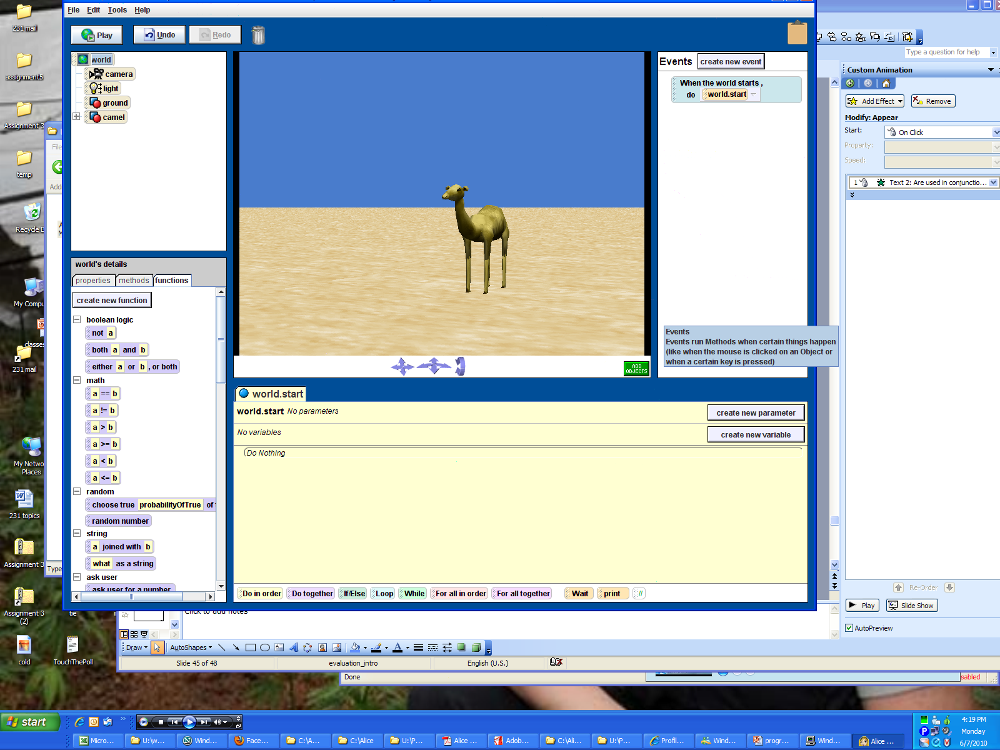 231 mail
assignment5
Assignment 3
temp
Recycle B
My Compu
classes
231 mail
My Netwo
Places
231 topics
Assignment 3
Assignment 3
(2)
tie
cold
TouchThePoll
File
Add
Type
File Edit Tools Help
Play Undo Redo
world
camera
light
ground
camel
world's details
properties methods functions
create new function
boolean logic
not a
both a and b
either a or b , or both
math
a == b
a != b
a > b
a >= b
a < b
a <= b
random
choose true probabilityOfTrue of
random number
string
a joined with b
what as a string
ask user
ask user for a number
ADD
OBJECTS
Events create new event
When the world starts ,
do world.start
Events
Events run Methods when certain things happen
(like when the mouse is clicked on an Object or
when a certain key is pressed)
world.start
world.start No parameters
create new parameter
No variables
create new variable
Do Nothing
Do in order Do together If/Else Loop While For all in order For all together Wait print //
Type a question for help
Custom Animation
Add Effect Remove
Modify: Appear
Start: On Click
Property:
Speed:
1 Text 2: Are used in conjunctio...
Re-Order
Play Slide Show
AutoPreview
Click to add notes
Draw AutoShapes
Slide 45 of 48 evaluation_intro English (U.S.)
Done
sabled
start
4:19 PM
Monday
6/7/2010
Micro... U:\w... Wind... Face... C:\A... C:\Alice U:\P... Alice ... Adob... C:\Ali... U:\P... Profil... Wind... progr... Wind... Alice ...